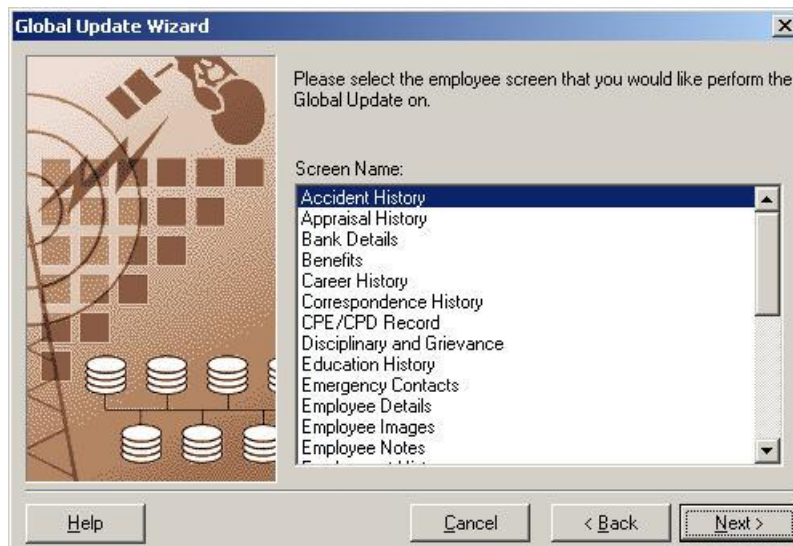 Global Update Wizard
Please select the employee screen that you would like perform the
Global Update on.
Screen Name:
Accident History
Appraisal History
Bank Details
Benefits
Career History
Correspondence History
CPE/CPD Record
Disciplinary and Grievance
Education History
Emergency Contacts
Employee Details
Employee Images
Employee Notes
Help Cancel < Back Next >